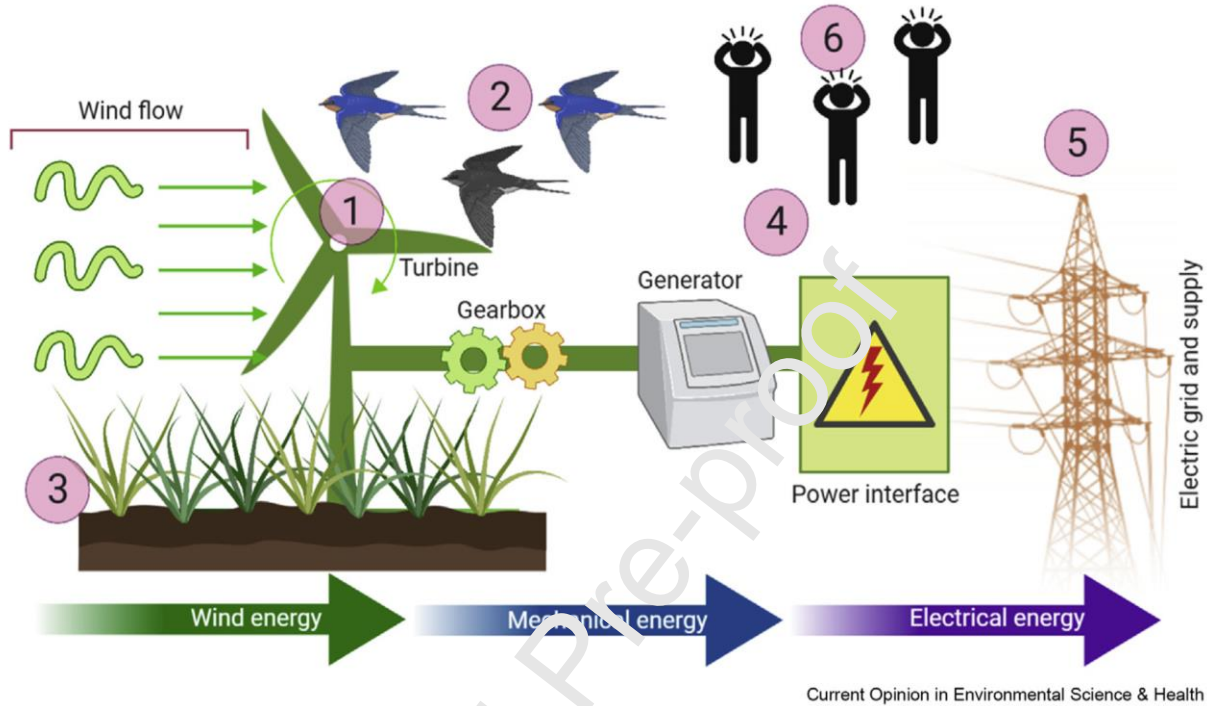 6
2
Wind flow
5
1
4
Turbine
Generator
Gearbox
Electric grid and supply
3
Power interface
Pre-proof
Wind energy
Mechanical energy
Electrical energy
Current Opinion in Environmental Science & Health